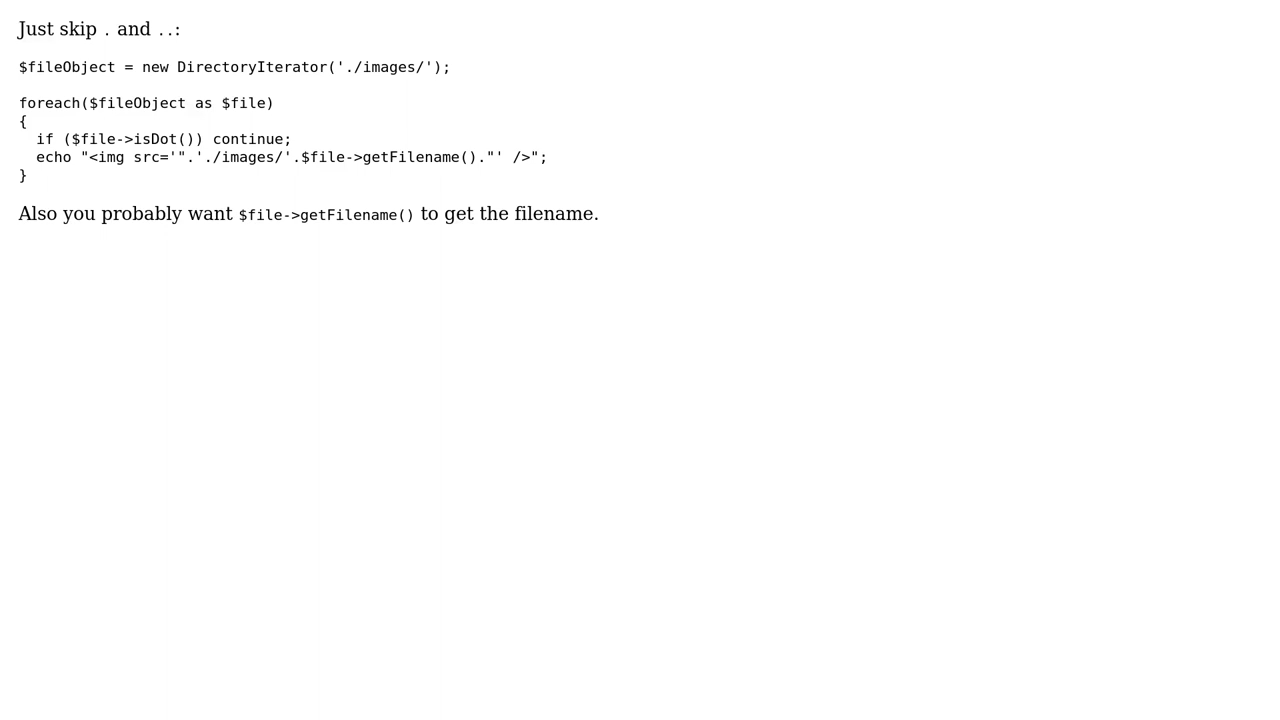 Just skip . and ..:
$fileObject = new DirectoryIterator('./images/');
foreach($fileObject as $file)
{
  if ($file->isDot()) continue;
  echo "<img src='".'./images/'.$file->getFilename()."' />";
}
Also you probably want $file->getFilename() to get the filename.